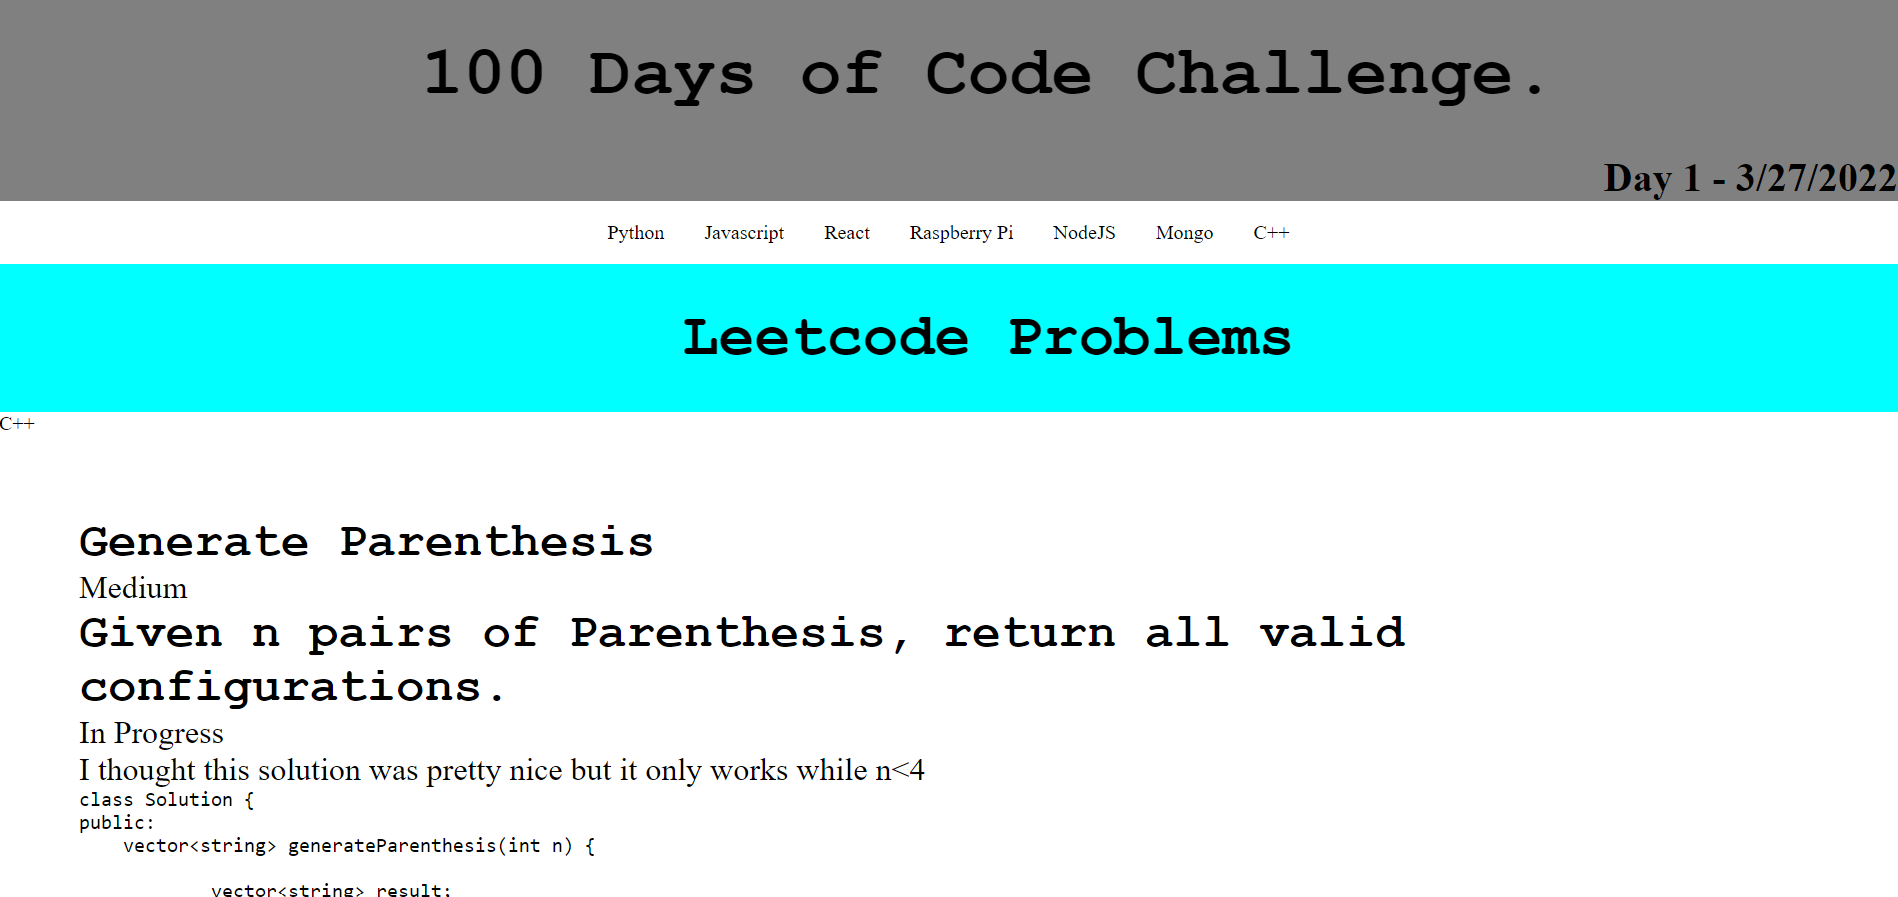 100 Days of Code Challenge.
Day 1 - 3/27/2022
Python Javascript React Raspberry Pi NodeJS Mongo C++
Leetcode Problems
C++
Generate Parenthesis
Medium
Given n pairs of Parenthesis, return all valid
configurations.
In Progress
I thought this solution was pretty nice but it only works while n<4
class Solution {
public:
    vector<string> generateParenthesis(int n) {
            vector<string> result;